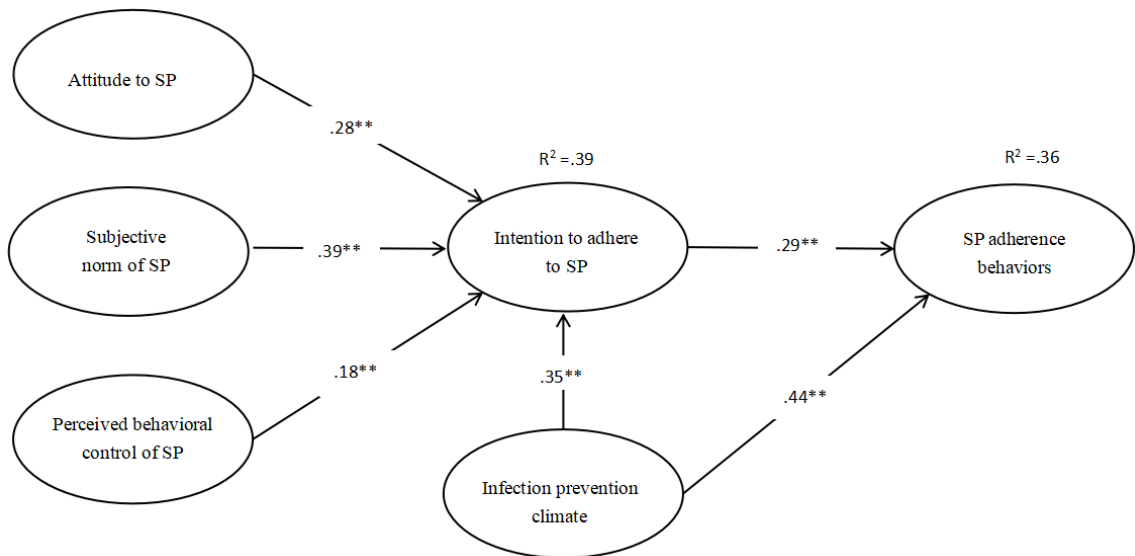 Attitude to SP
.28**
R² =.39
R² =.36
Subjective
norm of SP
.39**
Intention to adhere
to SP
.29**
SP adherence
behaviors
.18**
.35**
.44**
Perceived behavioral
control of SP
Infection prevention
climate